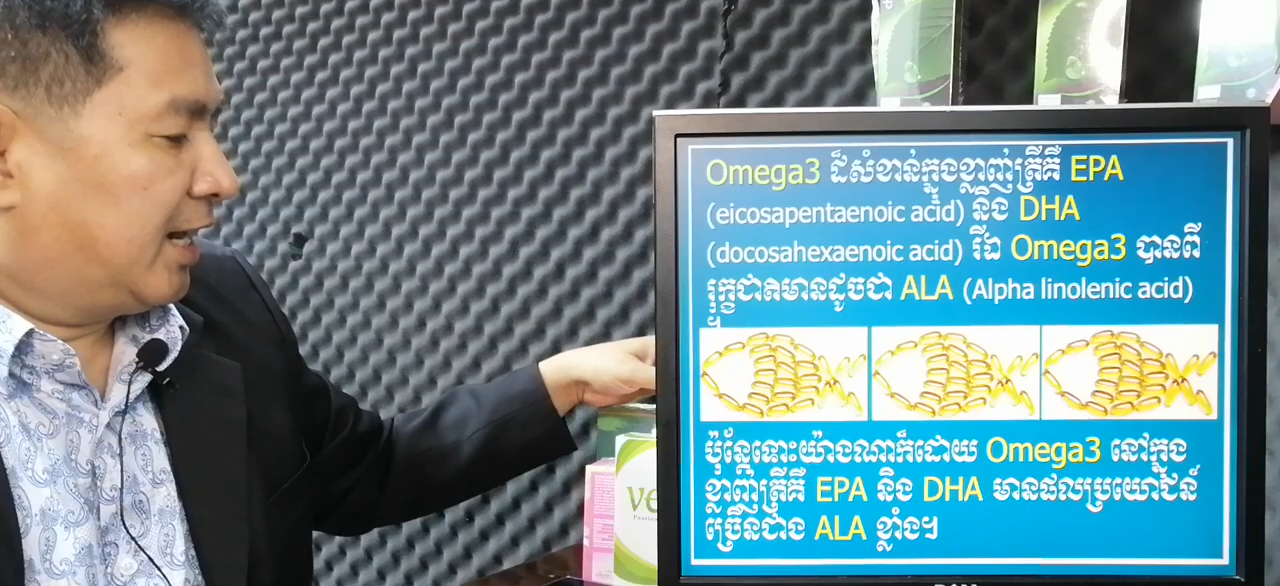 Omega3 ដ៏សំខាន់ក្នុងខ្លាញ់ត្រីគឺ EPA
(eicosapentaenoic acid) និង DHA
(docosahexaenoic acid) រីឯ Omega3 បានពី
រុក្ខជាតិមានដូចជា ALA (Alpha linolenic acid)
ប៉ុន្តែទោះយ៉ាងណាក៏ដោយ Omega3 នៅក្នុង
ខ្លាញ់ត្រីគឺ EPA និង DHA មានផលប្រយោជន៍
ច្រើនជាង ALA ខ្លាំង។